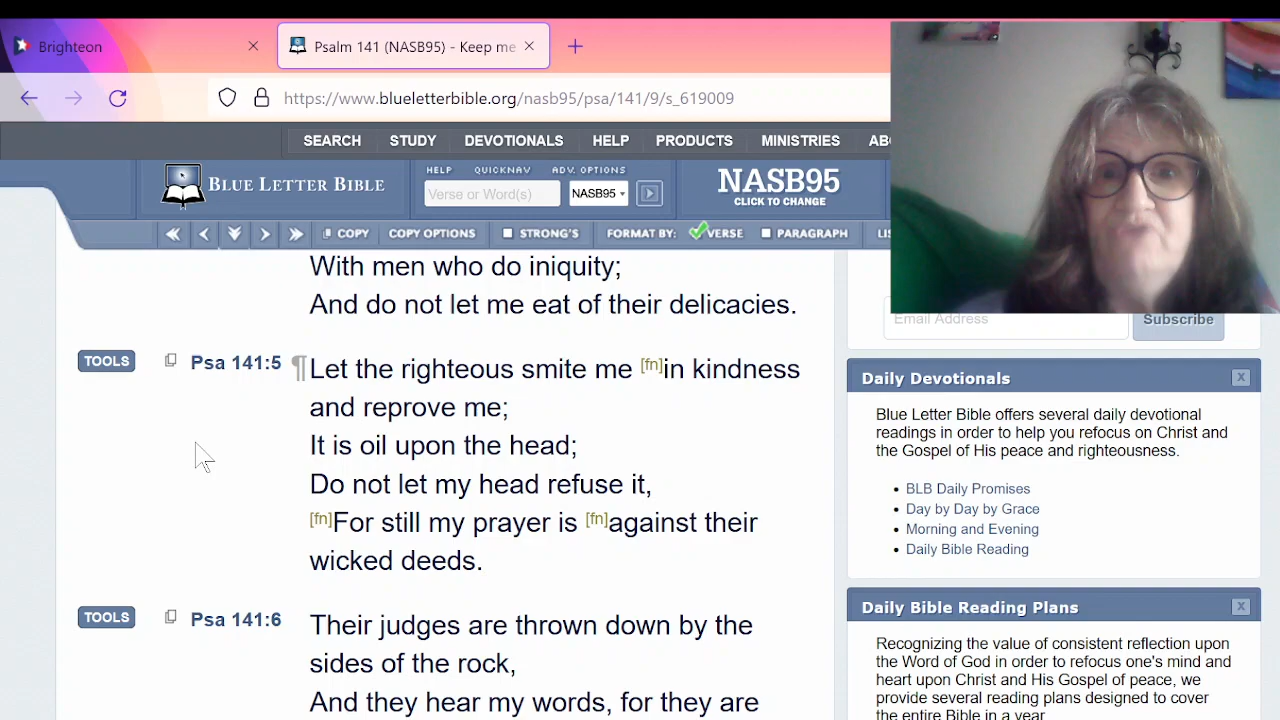 Brighteon
Psalm 141 (NASB95) - Keep me
https://www.blueletterbible.org/nasb95/psa/141/9/s_619009
SEARCH STUDY DEVOTIONALS HELP PRODUCTS MINISTRIES AB
BLUE LETTER BIBLE
HELP QUICKNAV ADV. OPTIONS
Verse or Word(s) NASB95
NASB95
CLICK TO CHANGE
COPY COPY OPTIONS STRONG'S FORMAT BY: VERSE PARAGRAPH LI
With men who do iniquity;
And do not let me eat of their delicacies.
TOOLS Psa 141:5 ¶Let the righteous smite me [fn]in kindness
and reprove me;
It is oil upon the head;
Do not let my head refuse it,
[fn]For still my prayer is [fn]against their
wicked deeds.
TOOLS Psa 141:6 Their judges are thrown down by the
sides of the rock,
And they hear my words, for they are
Email Address Subscribe
Daily Devotionals X
Blue Letter Bible offers several daily devotional
readings in order to help you refocus on Christ and
the Gospel of His peace and righteousness.
• BLB Daily Promises
• Day by Day by Grace
• Morning and Evening
• Daily Bible Reading
Daily Bible Reading Plans X
Recognizing the value of consistent reflection upon
the Word of God in order to refocus one's mind and
heart upon Christ and His Gospel of peace, we
provide several reading plans designed to cover
the entire Bible in a year.